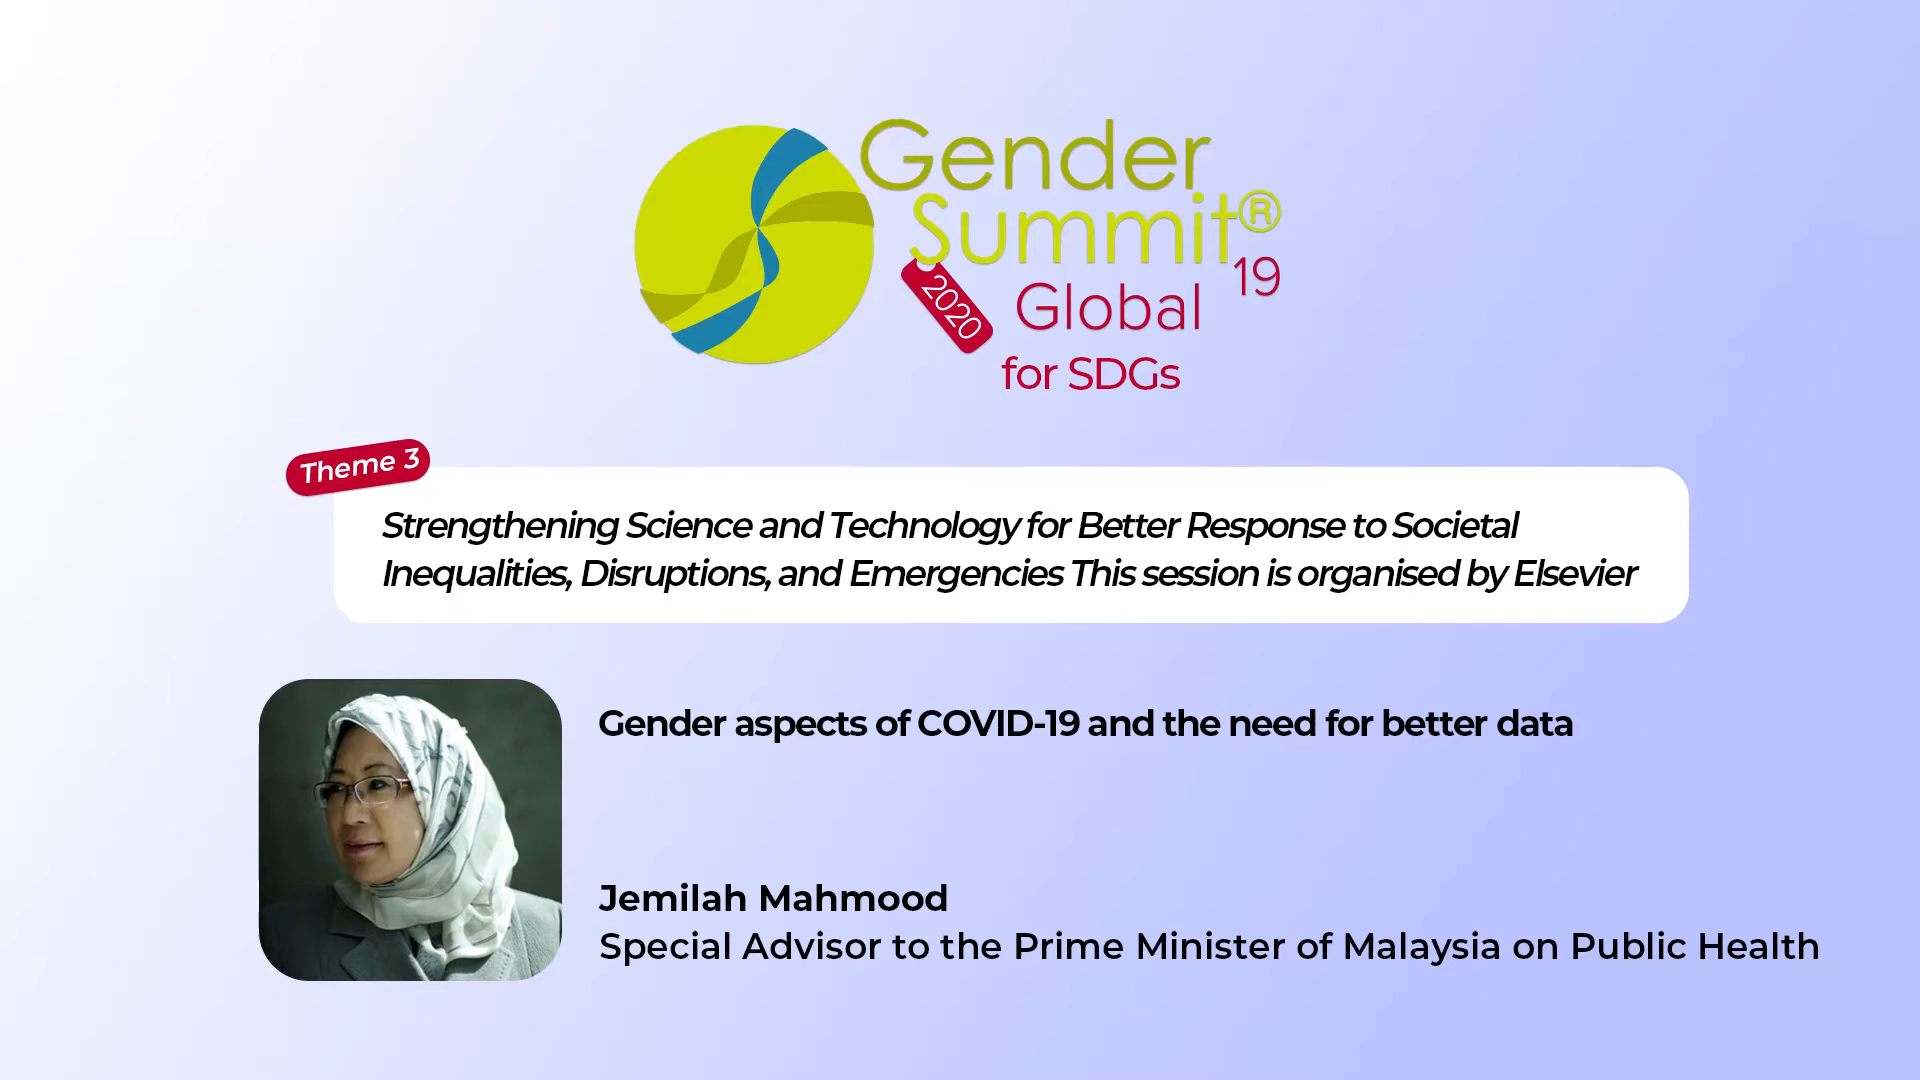 Gender
Summit®
19
2020
Global
for SDGs
Theme 3
Strengthening Science and Technology for Better Response to Societal
Inequalities, Disruptions, and Emergencies This session is organised by Elsevier
Gender aspects of COVID-19 and the need for better data
Jemilah Mahmood
Special Advisor to the Prime Minister of Malaysia on Public Health